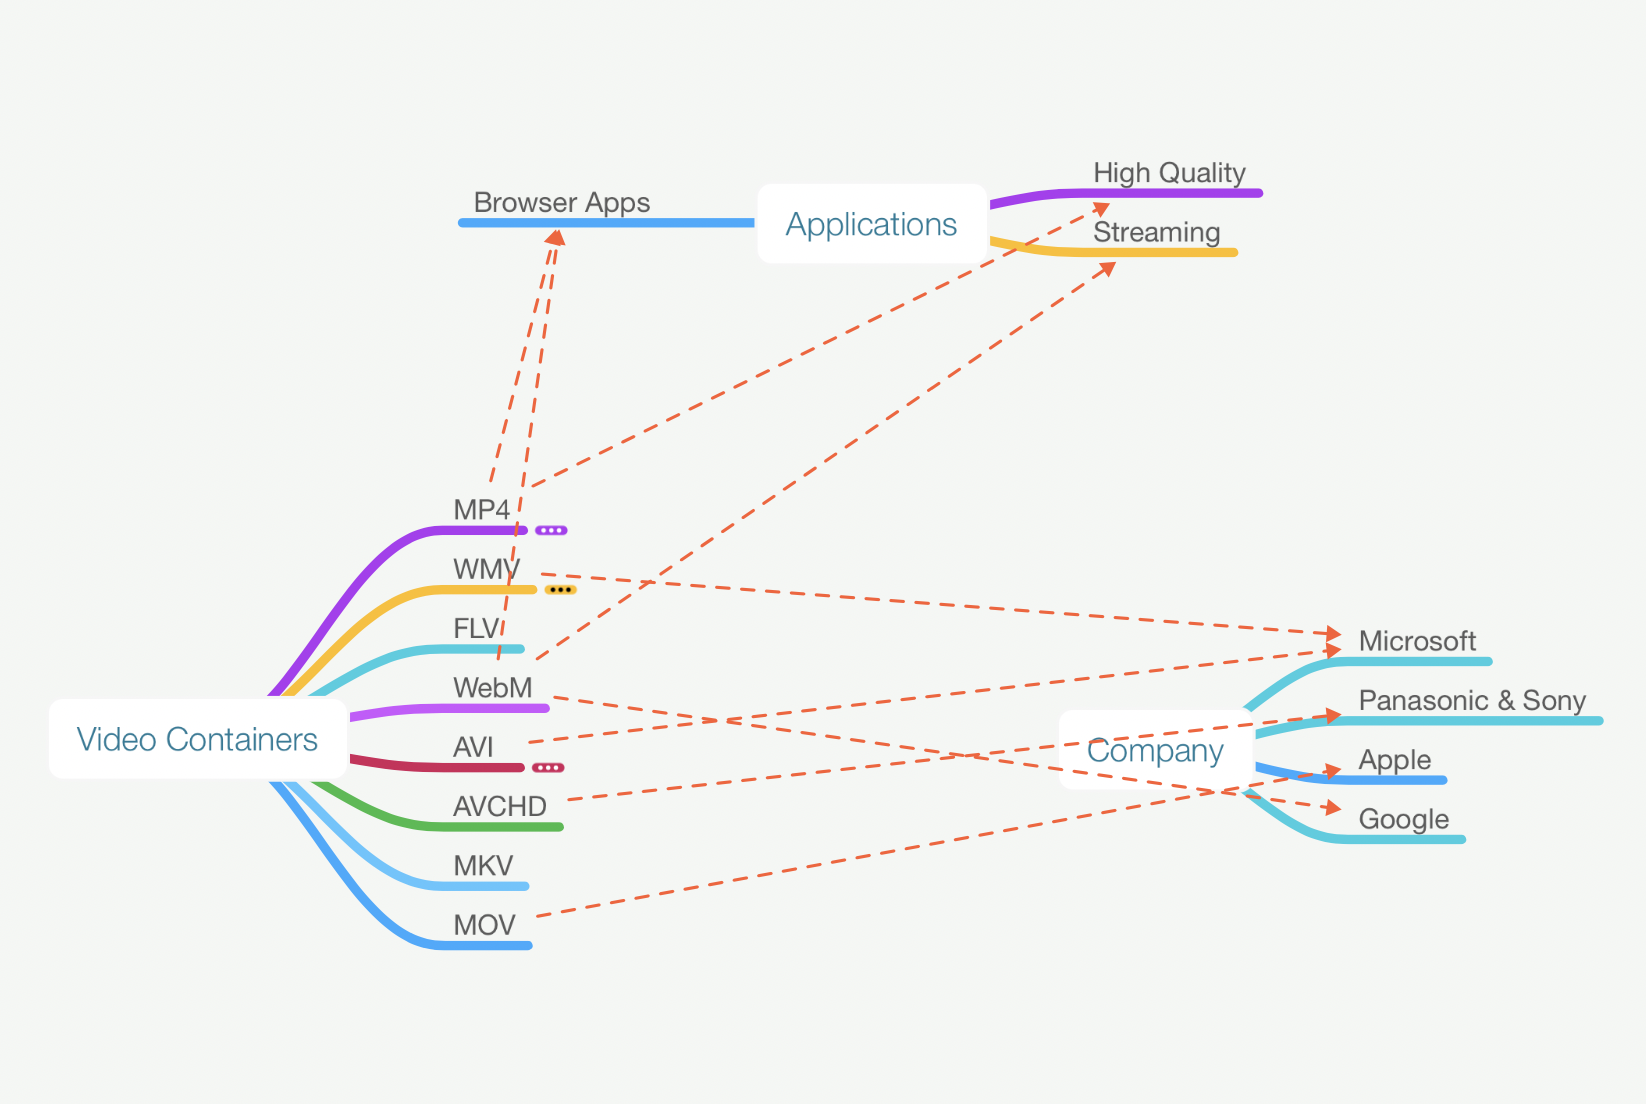 High Quality
Browser Apps
Applications
Streaming
MP4
WMV
FLV
WebM
Video Containers
AVI
AVCHD
MKV
MOV
Microsoft
Panasonic & Sony
Company
Apple
Google